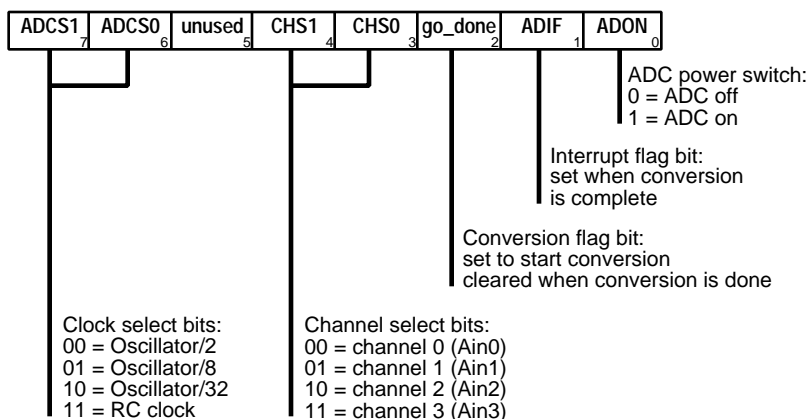 ADCS1 ADCS0 unused CHS1 CHS0 go_done ADIF ADON
7 6 5 4 3 2 1 0
ADC power switch:
0 = ADC off
1 = ADC on
Interrupt flag bit:
set when conversion
is complete
Conversion flag bit:
set to start conversion
cleared when conversion is done
Clock select bits:
00 = Oscillator/2
01 = Oscillator/8
10 = Oscillator/32
11 = RC clock
Channel select bits:
00 = channel 0 (Ain0)
01 = channel 1 (Ain1)
10 = channel 2 (Ain2)
11 = channel 3 (Ain3)